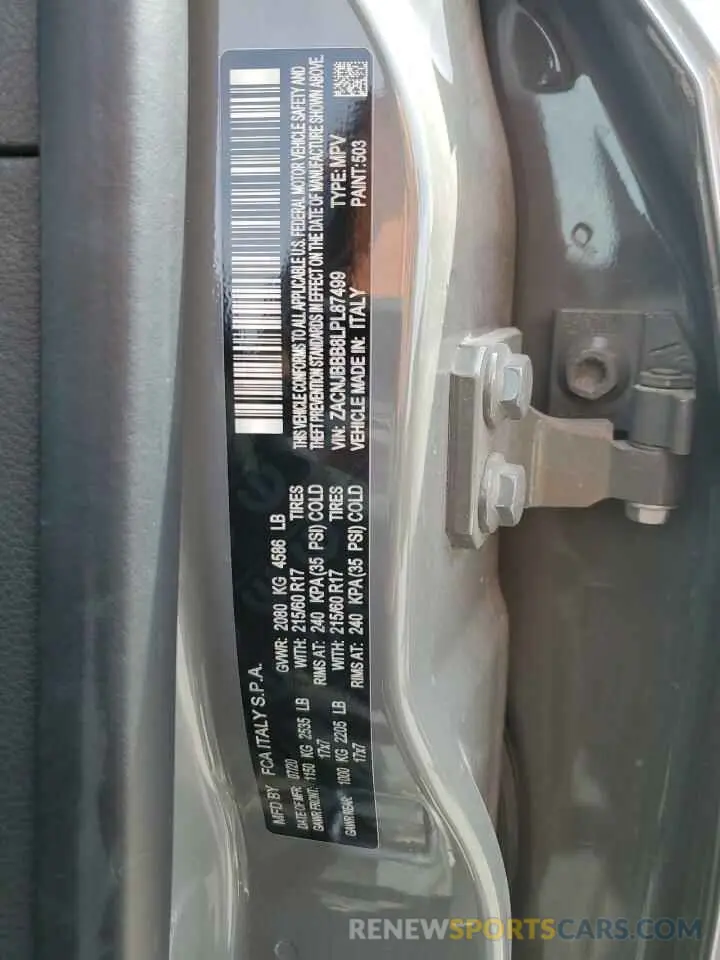 MFD BY FCA ITALY S.P.A.
DATE OF MFR: 07/20 GVWR: 2080 KG 4586 LB
GAWR FRONT: 1150 KG 2535 LB WITH: 215/60 R17 TIRES
17x7 RIMS AT: 240 KPA(35 PSI) COLD
GAWR REAR: 1000 KG 2205 LB WITH: 215/60 R17 TIRES
17x7 RIMS AT: 240 KPA(35 PSI) COLD
THIS VEHICLE CONFORMS TO ALL APPLICABLE U.S. FEDERAL MOTOR VEHICLE SAFETY AND
THEFT PREVENTION STANDARDS IN EFFECT ON THE DATE OF MANUFACTURE SHOWN ABOVE.
VIN: ZACNJBBB8LPL87499 TYPE: MPV
VEHICLE MADE IN: ITALY PAINT: 503
RENEWSPORTSCARS.COM